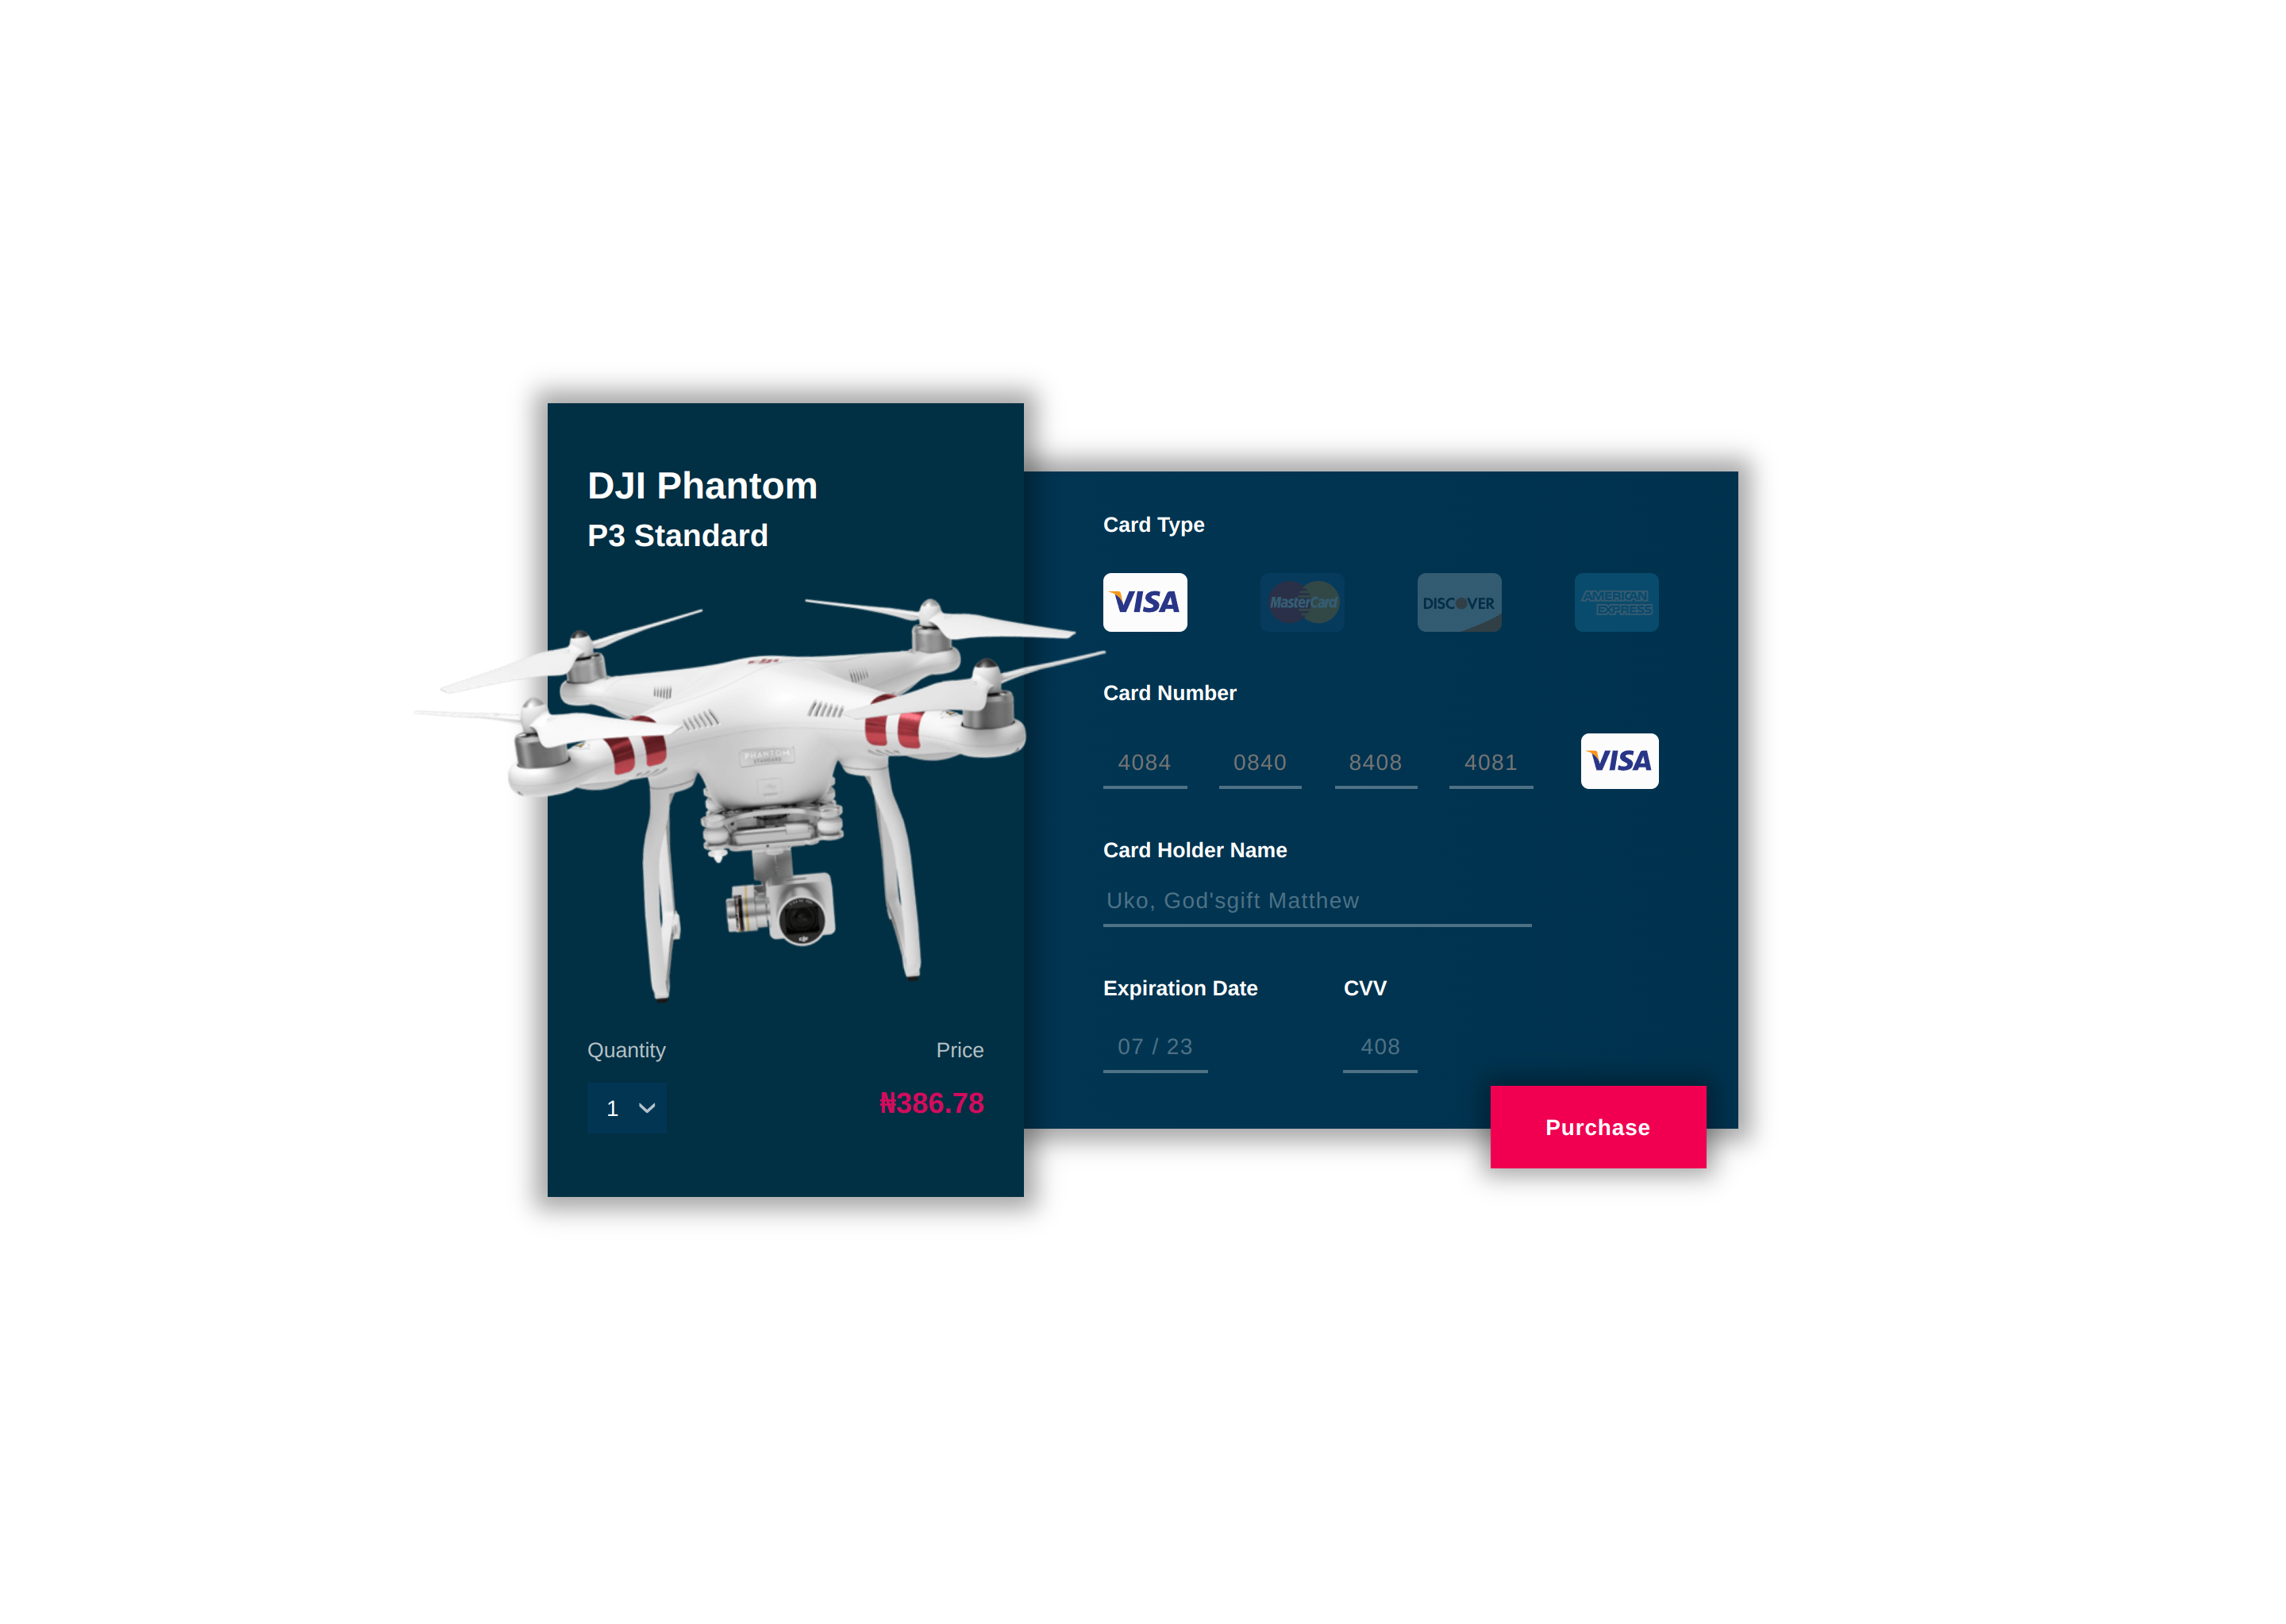 DJI Phantom
P3 Standard
PHANTOM
STANDARD
Quantity
Price
1
₦386.78
Card Type
VISA
MasterCard
DISCOVER
AMERICAN
EXPRESS
Card Number
4084 0840 8408 4081
VISA
Card Holder Name
Uko, God'sgift Matthew
Expiration Date
CVV
07 / 23
408
Purchase